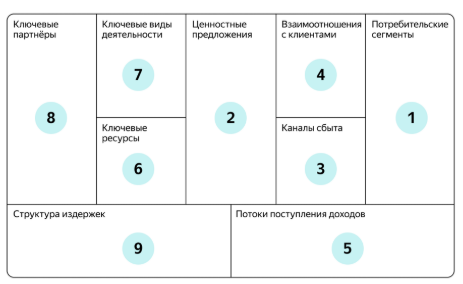 Ключевые
партнёры
8
Ключевые виды
деятельности
7
Ключевые
ресурсы
6
Ценностные
предложения
2
Взаимоотношения
с клиентами
4
Каналы сбыта
3
Потребительские
сегменты
1
Структура издержек
9
Потоки поступления доходов
5